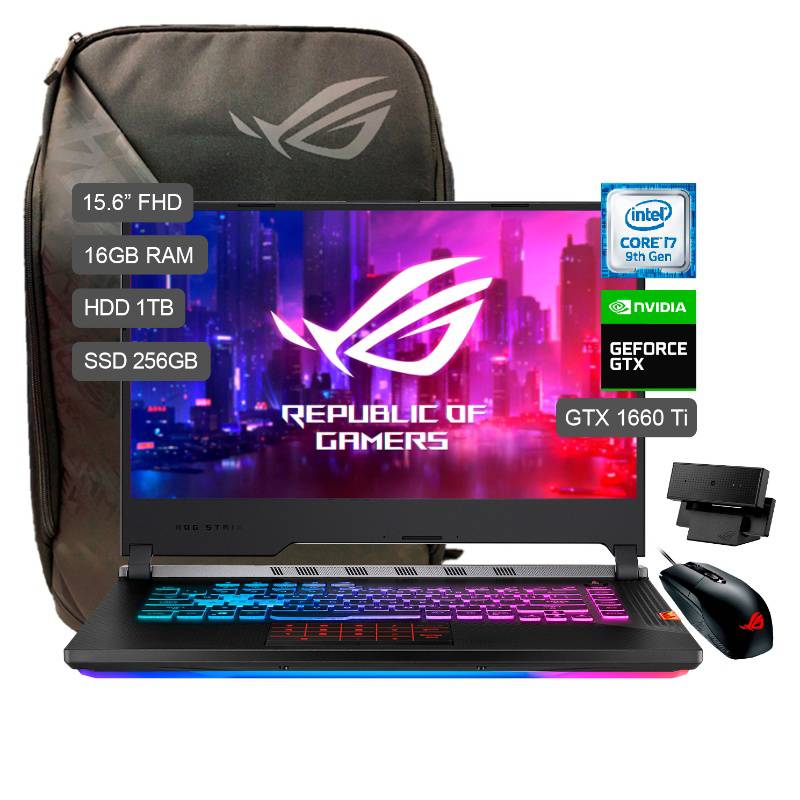 15.6” FHD
16GB RAM
HDD 1TB
SSD 256GB
intel
CORE i7
9th Gen
NVIDIA
GEFORCE
GTX
GTX 1660 Ti
REPUBLIC OF
GAMERS
ROG STRIX